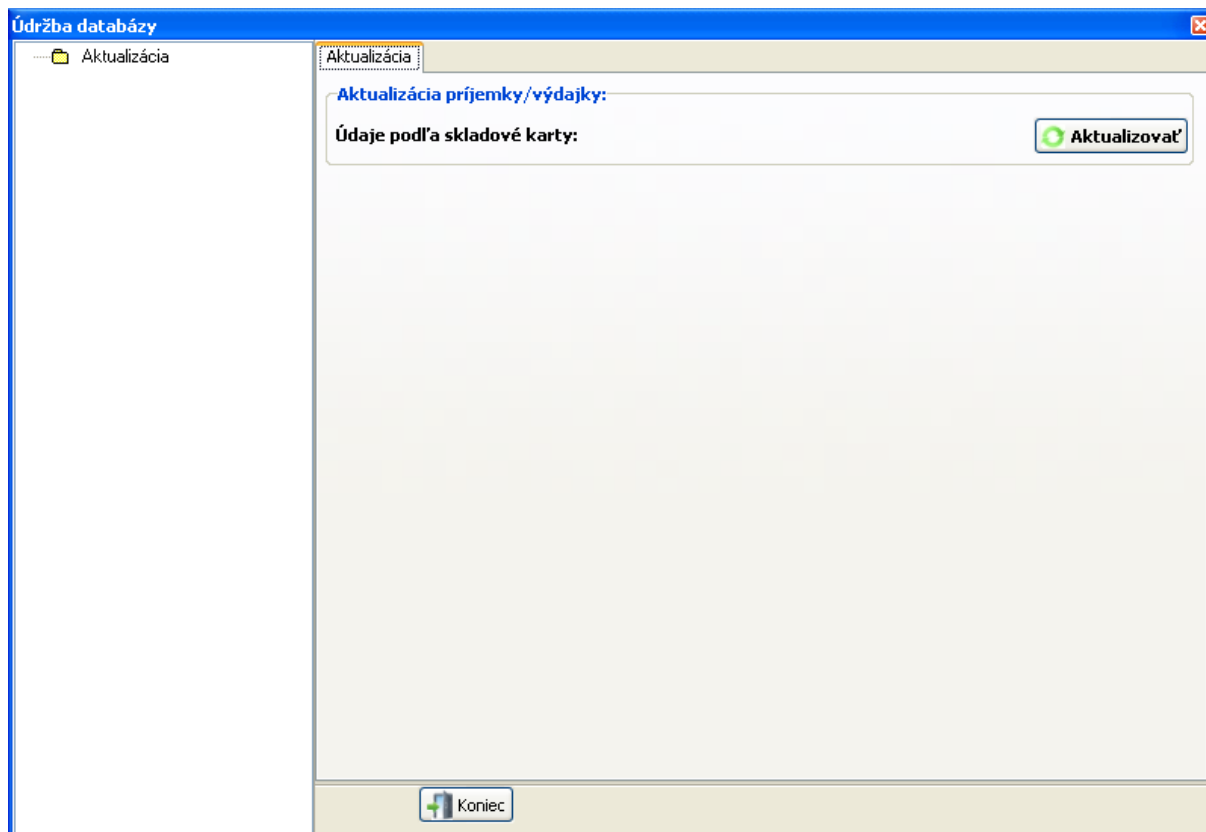 Údržba databázy
Aktualizácia
Aktualizácia
Aktualizácia príjemky/výdajky:
Údaje podľa skladové karty:
Aktualizovať
Koniec